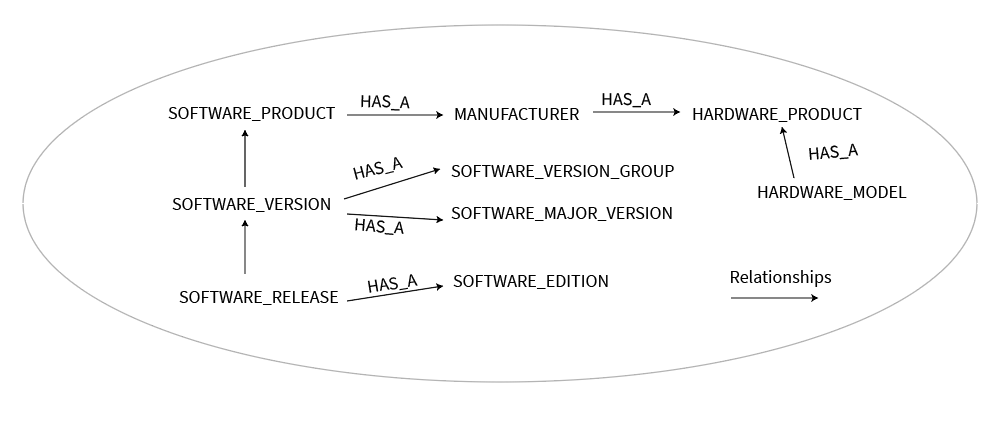 SOFTWARE_PRODUCT HAS_A MANUFACTURER HAS_A HARDWARE_PRODUCT
HAS_A SOFTWARE_VERSION_GROUP HAS_A
SOFTWARE_VERSION HARDWARE_MODEL
HAS_A SOFTWARE_MAJOR_VERSION
SOFTWARE_RELEASE HAS_A SOFTWARE_EDITION Relationships